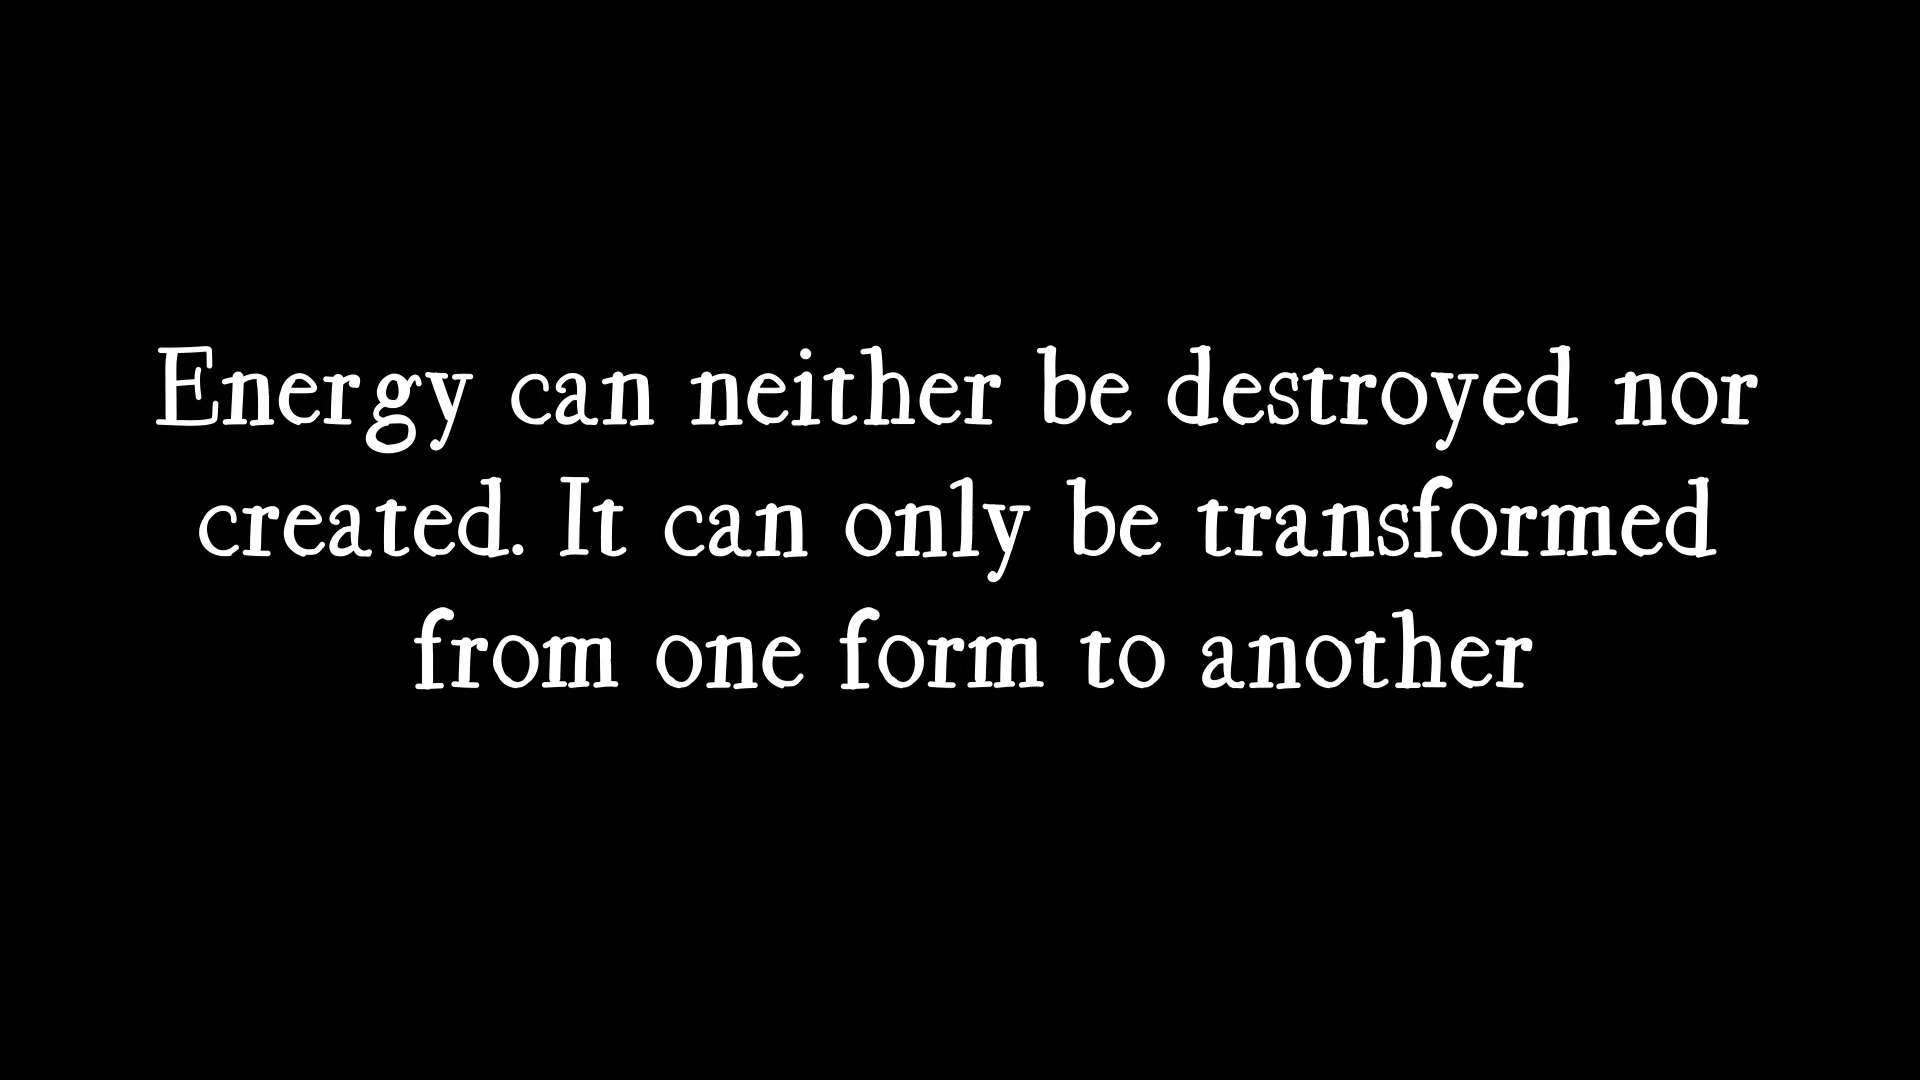 Energy can neither be destroyed nor
created. It can only be transformed
from one form to another